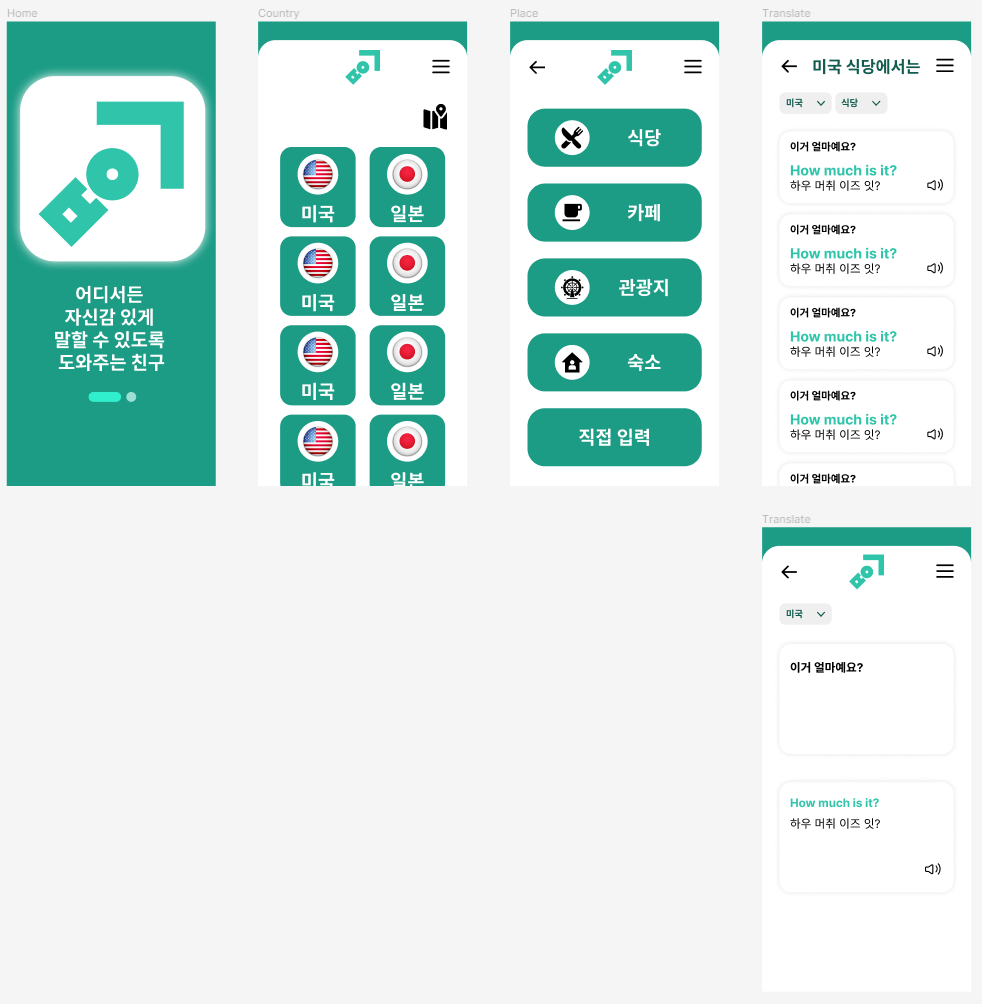 Home
어디서든
자신감 있게
말할 수 있도록
도와주는 친구
Country
미국
일본
미국
일본
미국
일본
미국
일본
Place
식당
카페
관광지
숙소
직접 입력
Translate
미국 식당에서는
미국
식당
이거 얼마예요?
How much is it?
하우 머취 이즈 잇?
이거 얼마예요?
How much is it?
하우 머취 이즈 잇?
이거 얼마예요?
How much is it?
하우 머취 이즈 잇?
이거 얼마예요?
How much is it?
하우 머취 이즈 잇?
이거 얼마예요?
Translate
미국
이거 얼마예요?
How much is it?
하우 머취 이즈 잇?